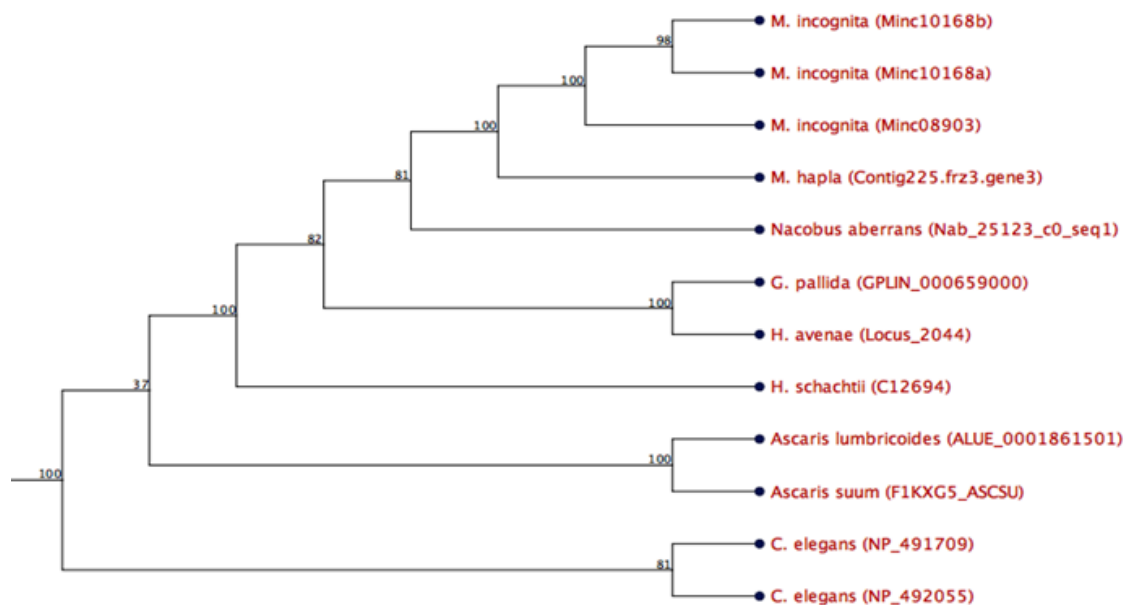 M. incognita (Minc10168b)
98
M. incognita (Minc10168a)
100
M. incognita (Minc08903)
100
M. hapla (Contig225.frz3.gene3)
81
Nacobus aberrans (Nab_25123_c0_seq1)
82
G. pallida (GPLIN_000659000)
100
100
H. avenae (Locus_2044)
H. schachtii (C12694)
37
Ascaris lumbricoides (ALUE_0001861501)
100
100
Ascaris suum (F1KXG5_ASCSU)
C. elegans (NP_491709)
81
C. elegans (NP_492055)